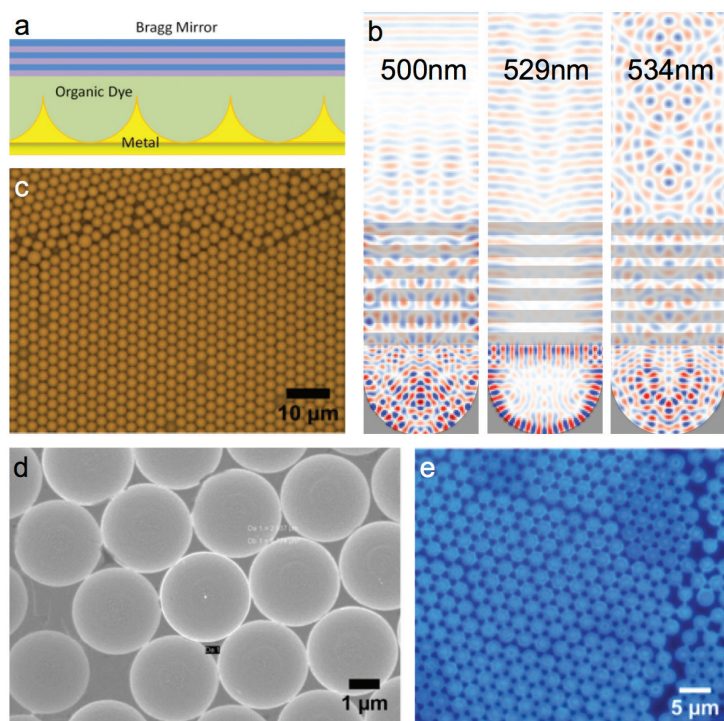 a
Bragg Mirror
Organic Dye
Metal
b
500nm
529nm
534nm
c
10 µm
d
1 µm
e
5 µm